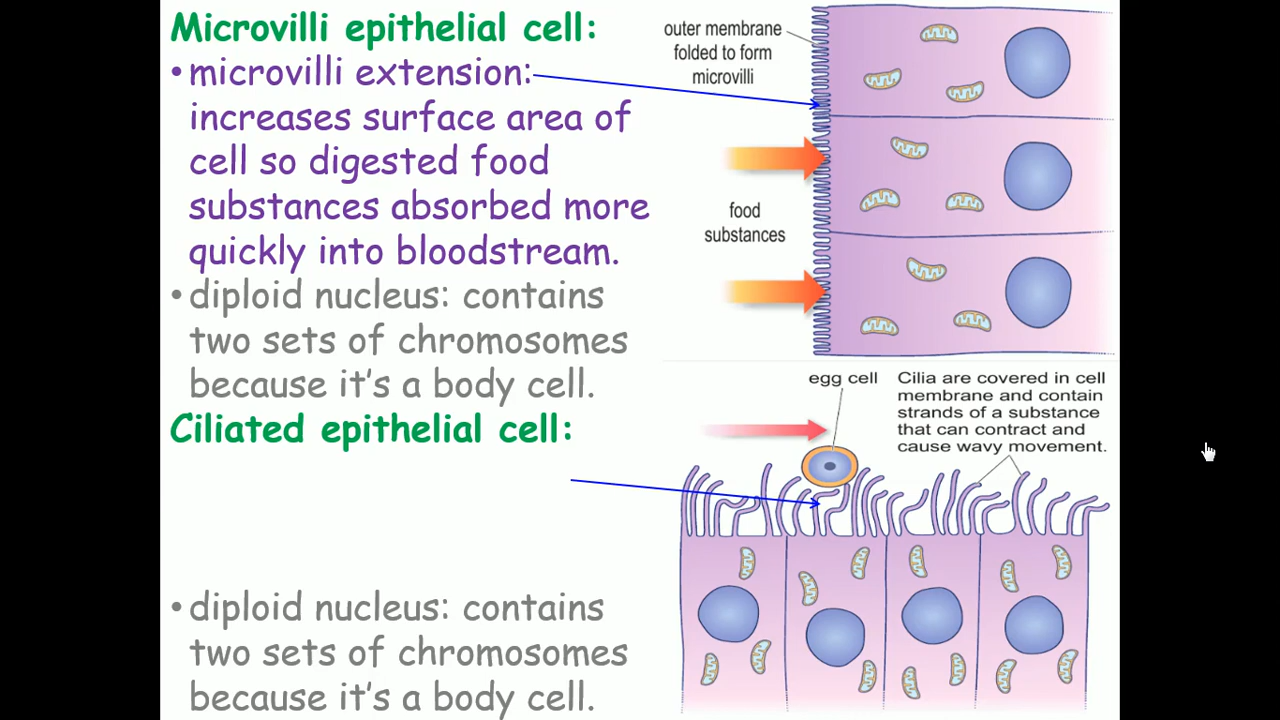 Microvilli epithelial cell:
• microvilli extension:
increases surface area of
cell so digested food
substances absorbed more
quickly into bloodstream.
• diploid nucleus: contains
two sets of chromosomes
because it's a body cell.
Ciliated epithelial cell:
• diploid nucleus: contains
two sets of chromosomes
because it's a body cell.
outer membrane
folded to form
microvilli
food
substances
egg cell
Cilia are covered in cell
membrane and contain
strands of a substance
that can contract and
cause wavy movement.